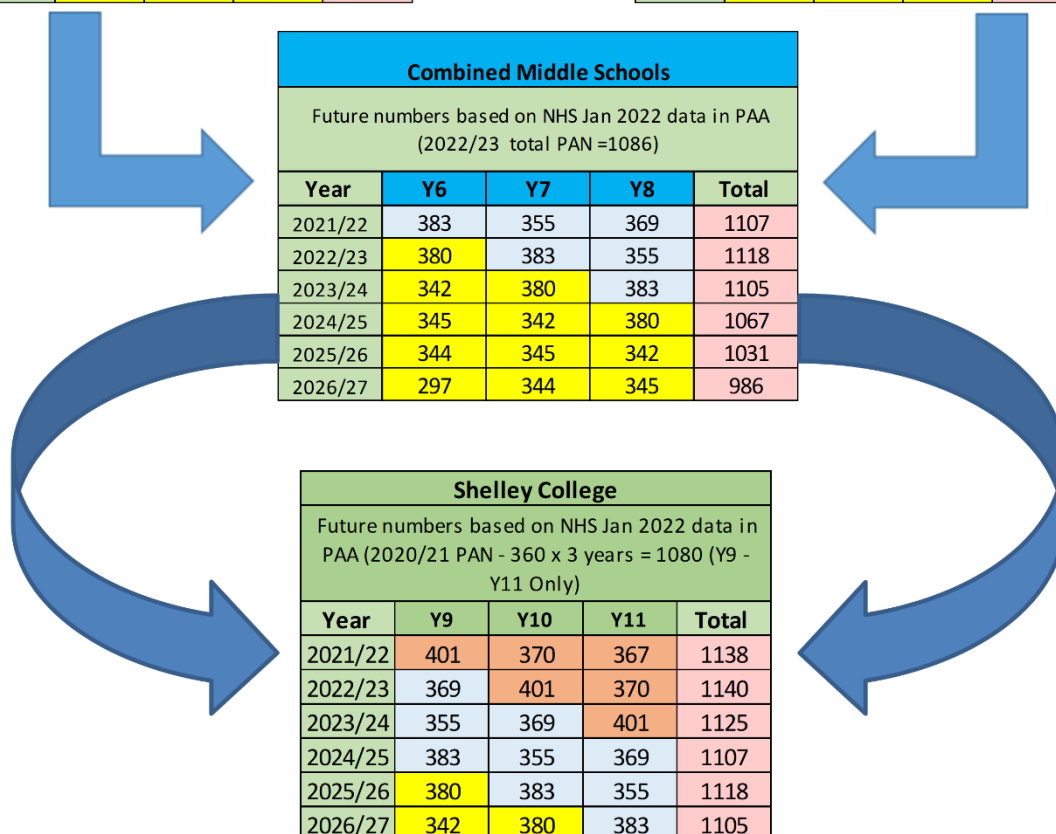 Combined Middle Schools
Future numbers based on NHS Jan 2022 data in PAA
(2022/23 total PAN =1086)
Year Y6 Y7 Y8 Total
2021/22 383 355 369 1107
2022/23 380 383 355 1118
2023/24 342 380 383 1105
2024/25 345 342 380 1067
2025/26 344 345 342 1031
2026/27 297 344 345 986
Shelley College
Future numbers based on NHS Jan 2022 data in
PAA (2020/21 PAN - 360 x 3 years = 1080 (Y9 -
Y11 Only)
Year Y9 Y10 Y11 Total
2021/22 401 370 367 1138
2022/23 369 401 370 1140
2023/24 355 369 401 1125
2024/25 383 355 369 1107
2025/26 380 383 355 1118
2026/27 342 380 383 1105